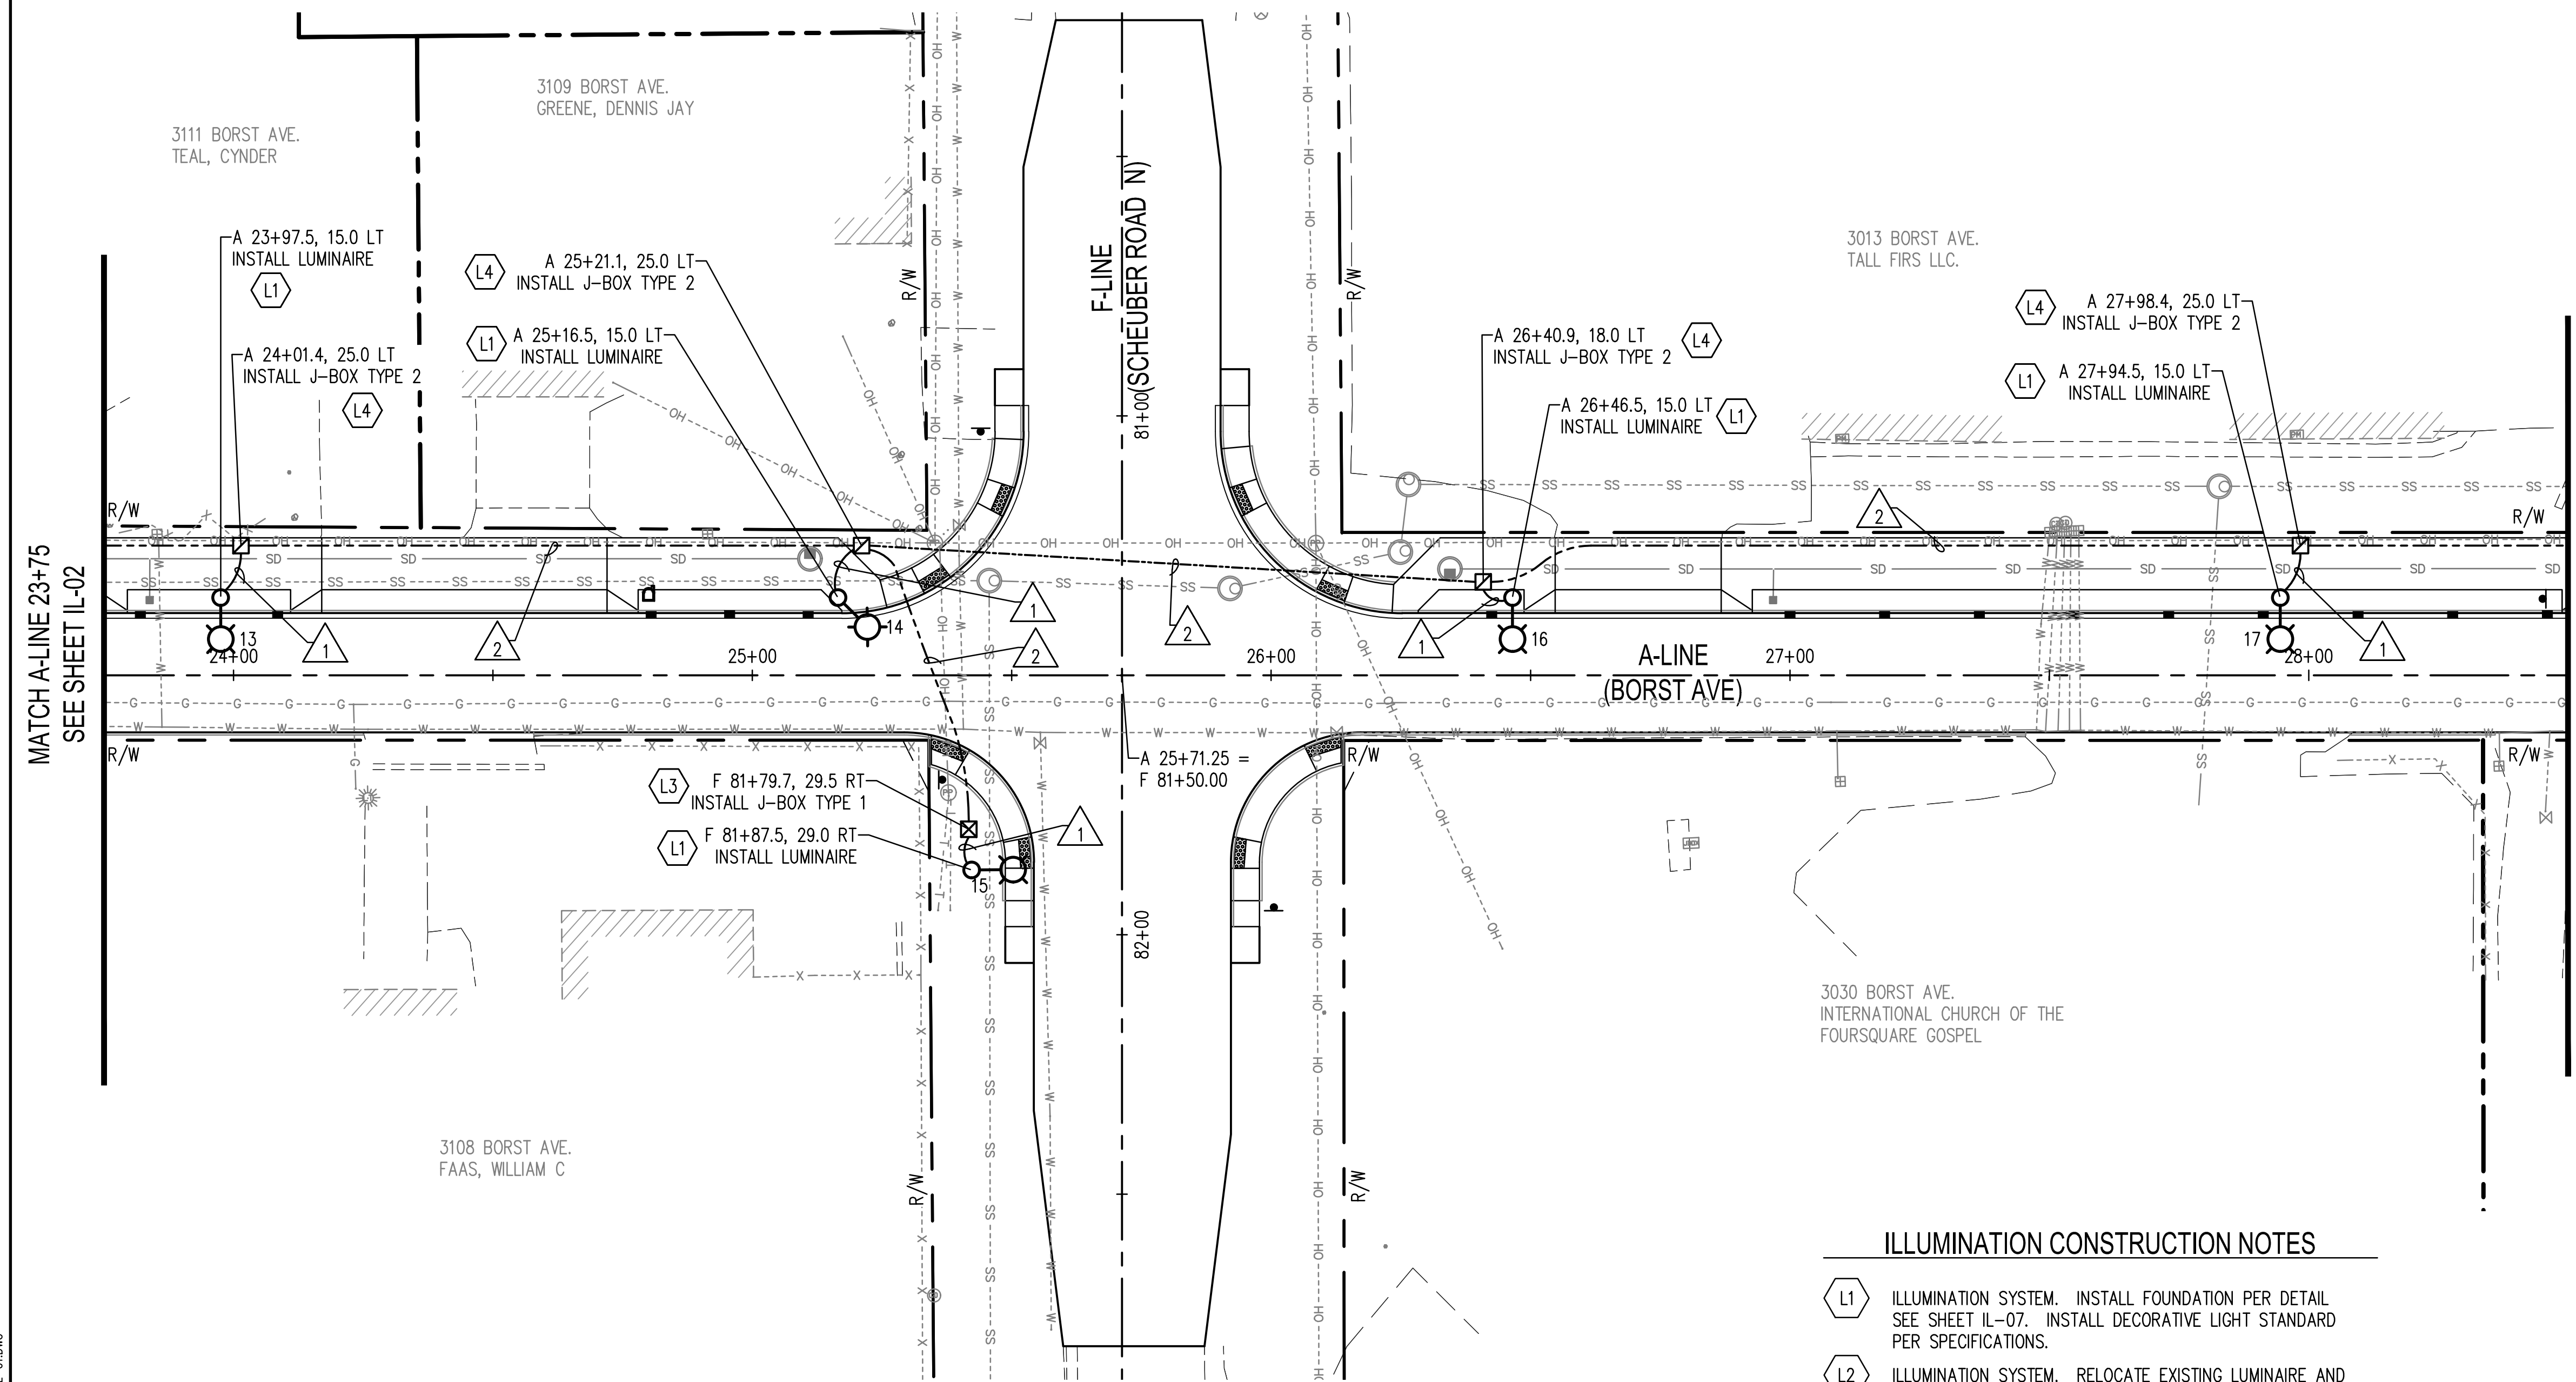 3109 BORST AVE.
GREENE, DENNIS JAY
3111 BORST AVE.
TEAL, CYNDER
A 23+97.5, 15.0 LT
INSTALL LUMINAIRE
L1
A 24+01.4, 25.0 LT
INSTALL J-BOX TYPE 2
L4
L4
A 25+21.1, 25.0 LT
INSTALL J-BOX TYPE 2
L1
A 25+16.5, 15.0 LT
INSTALL LUMINAIRE
R/W
F-LINE
(SCHEUBER ROAD N)
81+00
R/W
3013 BORST AVE.
TALL FIRS LLC.
A 26+40.9, 18.0 LT
INSTALL J-BOX TYPE 2
L4
A 26+46.5, 15.0 LT
INSTALL LUMINAIRE
L1
L4
A 27+98.4, 25.0 LT
INSTALL J-BOX TYPE 2
L1
A 27+94.5, 15.0 LT
INSTALL LUMINAIRE
MATCH A-LINE 23+75
SEE SHEET IL-02
R/W
R/W
13
1
2
14
1
2
2
1
16
2
17
1
24+00
25+00
26+00
27+00
28+00
A-LINE
(BORST AVE)
R/W
R/W
R/W
A 25+71.25 =
F 81+50.00
L3
F 81+79.7, 29.5 RT
INSTALL J-BOX TYPE 1
L1
F 81+87.5, 29.0 RT
INSTALL LUMINAIRE
1
15
82+00
3030 BORST AVE.
INTERNATIONAL CHURCH OF THE
FOURSQUARE GOSPEL
3108 BORST AVE.
FAAS, WILLIAM C
R/W
R/W
ILLUMINATION CONSTRUCTION NOTES
L1
ILLUMINATION SYSTEM. INSTALL FOUNDATION PER DETAIL
SEE SHEET IL-07. INSTALL DECORATIVE LIGHT STANDARD
PER SPECIFICATIONS.
L2
ILLUMINATION SYSTEM. RELOCATE EXISTING LUMINAIRE AND